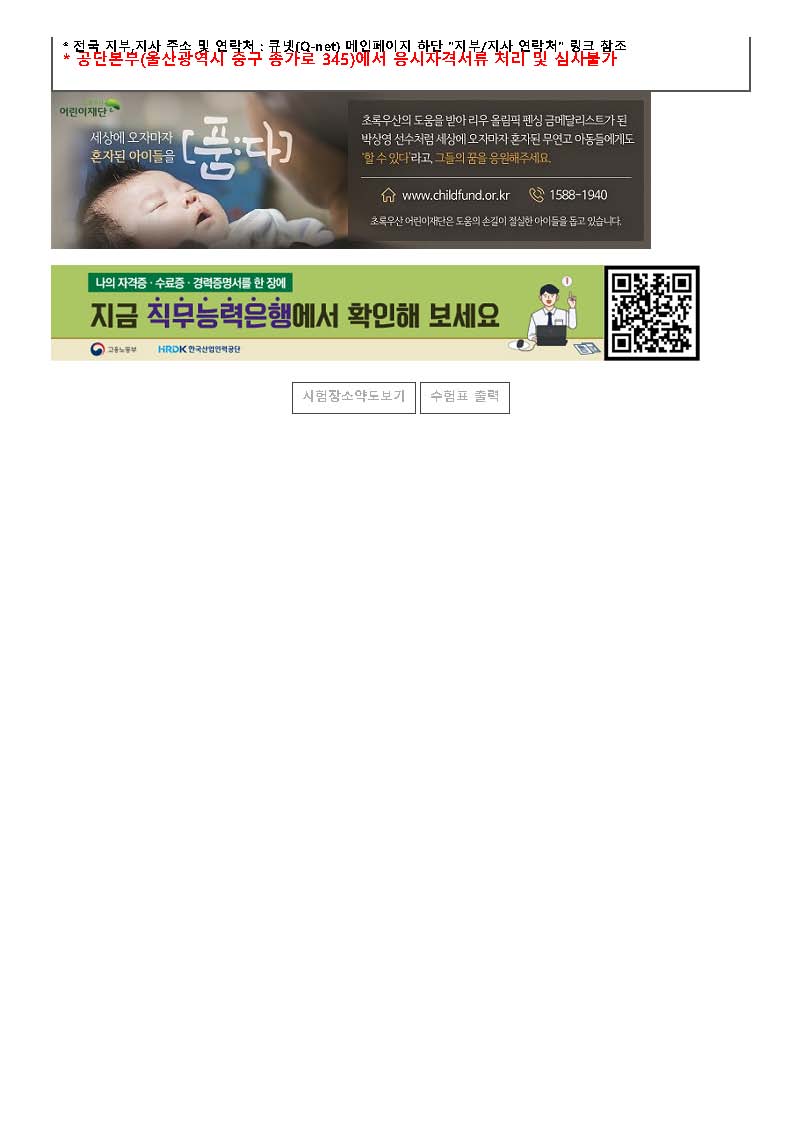 * 전국 지부,지사 주소 및 연락처 : 큐넷(Q-net) 메인페이지 하단 "지부/지사 연락처" 링크 참조
* 공단본부(울산광역시 중구 종가로 345)에서 응시자격서류 처리 및 심사불가
어린이재단
세상에 오자마자
혼자된 아이들을
[품:다]
초록우산의 도움을 받아 리우 올림픽 펜싱 금메달리스트가 된
박상영 선수처럼 세상에 오자마자 혼자된 무연고 아동들에게도
'할 수 있다'라고, 그들의 꿈을 응원해주세요.
www.childfund.or.kr 1588-1940
초록우산 어린이재단은 도움의 손길이 절실한 아이들을 돕고 있습니다.
나의 자격증 · 수료증 · 경력증명서를 한 장에
지금 직무능력은행에서 확인해 보세요
고용노동부 HRDK 한국산업인력공단
시험장소약도보기 수험표 출력